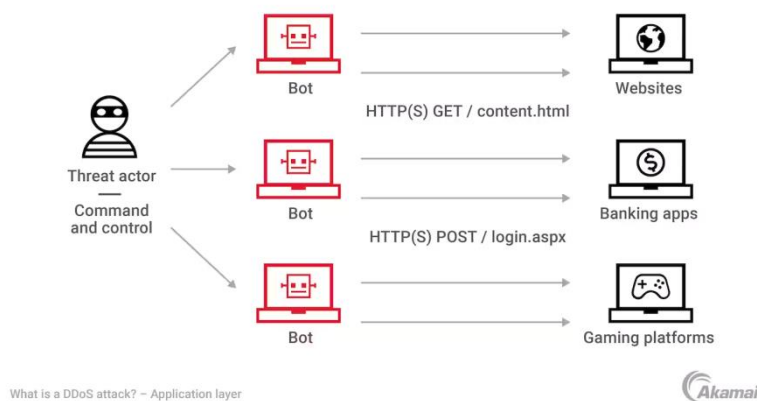 Bot
Websites
HTTP(S) GET / content.html
Threat actor
Command
and control
Bot
Banking apps
HTTP(S) POST / login.aspx
Bot
Gaming platforms
What is a DDoS attack? – Application layer
Akamai